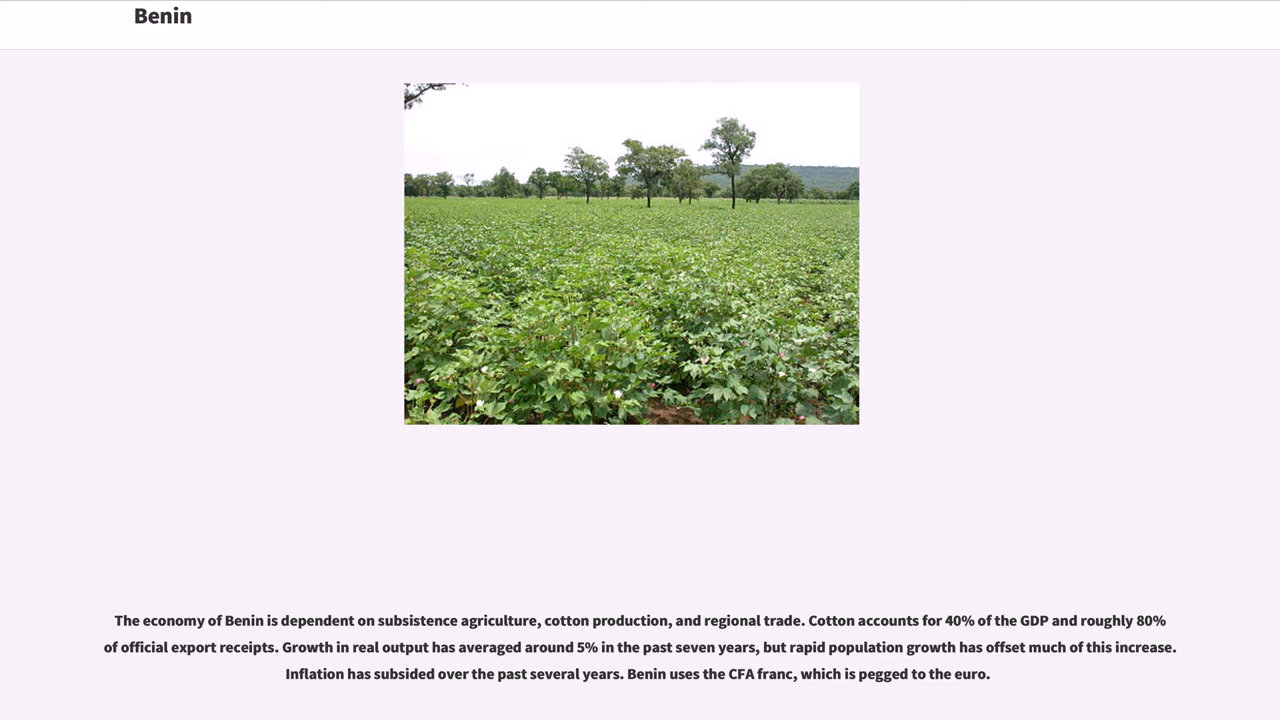 Benin
The economy of Benin is dependent on subsistence agriculture, cotton production, and regional trade. Cotton accounts for 40% of the GDP and roughly 80%
of official export receipts. Growth in real output has averaged around 5% in the past seven years, but rapid population growth has offset much of this increase.
Inflation has subsided over the past several years. Benin uses the CFA franc, which is pegged to the euro.